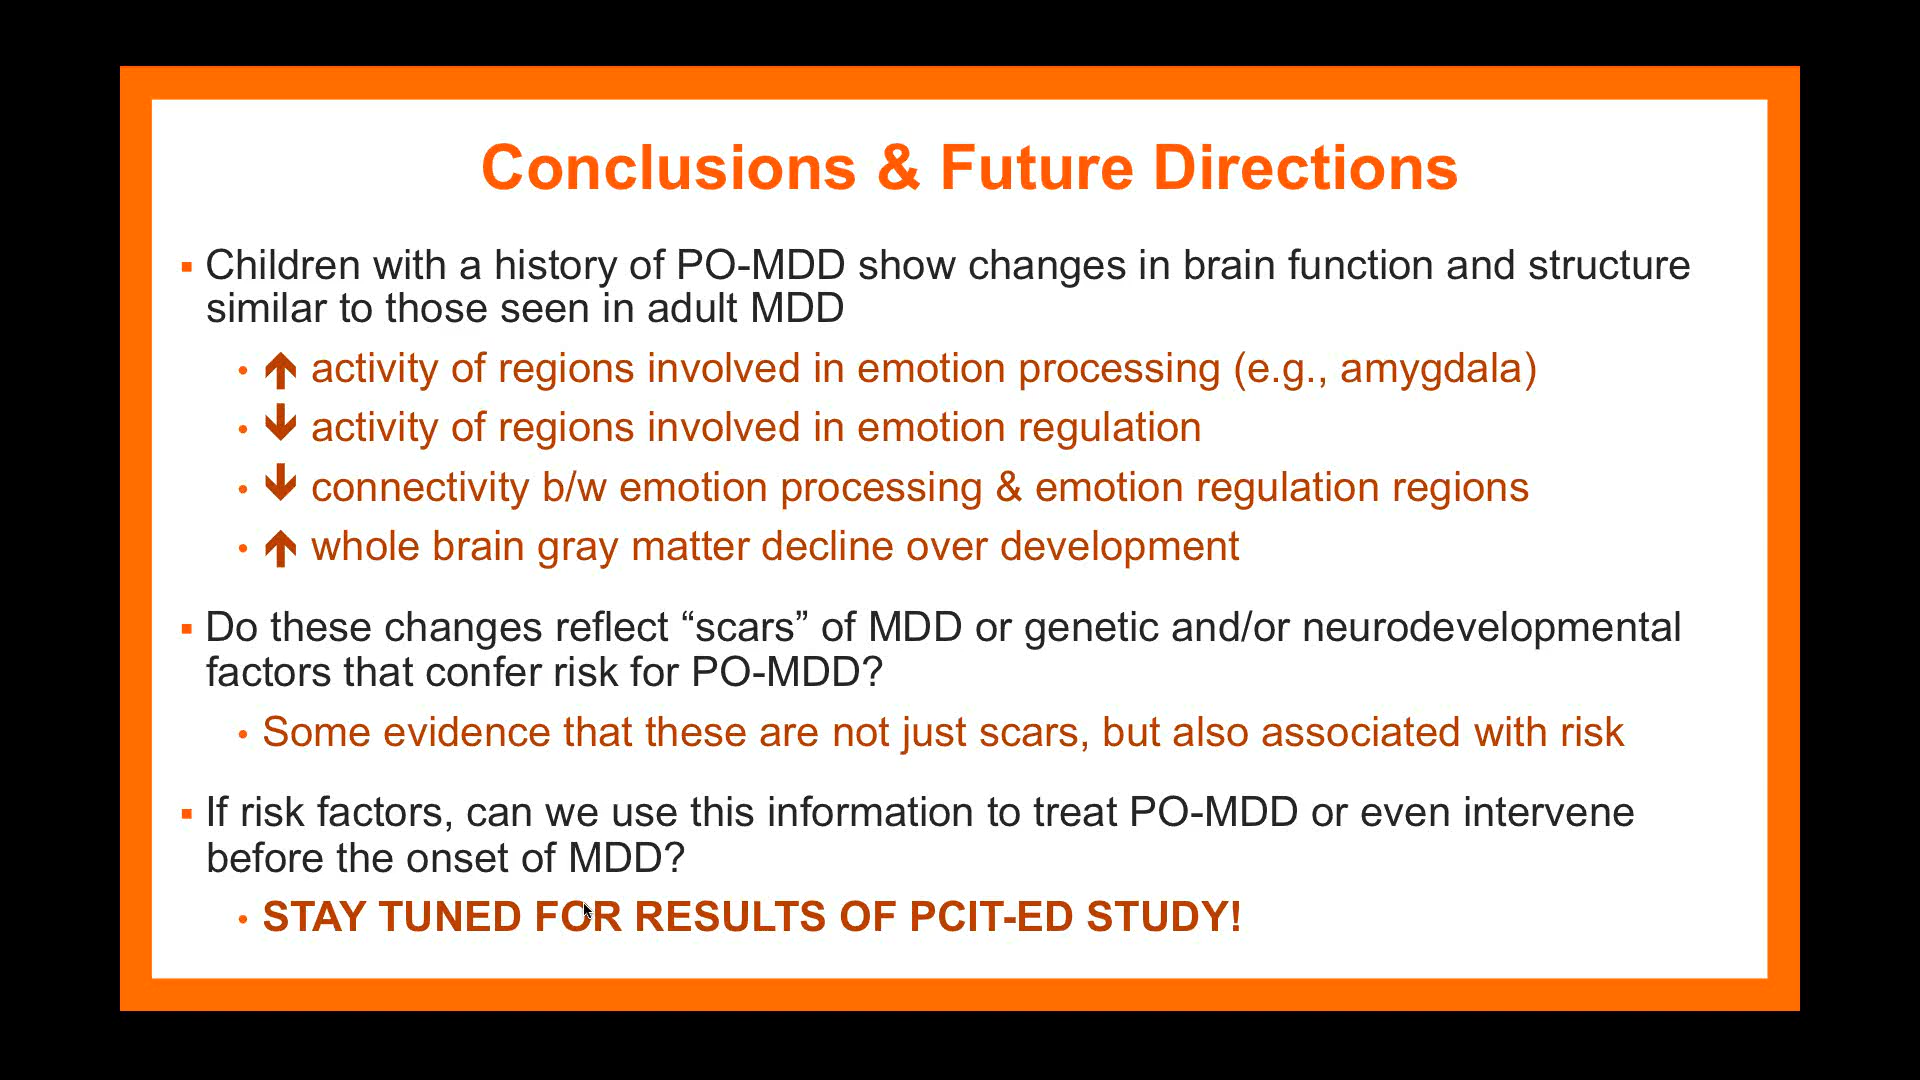 Conclusions & Future Directions
▪ Children with a history of PO-MDD show changes in brain function and structure
similar to those seen in adult MDD
• 🡹 activity of regions involved in emotion processing (e.g., amygdala)
• 🡻 activity of regions involved in emotion regulation
• 🡻 connectivity b/w emotion processing & emotion regulation regions
• 🡹 whole brain gray matter decline over development
▪ Do these changes reflect “scars” of MDD or genetic and/or neurodevelopmental
factors that confer risk for PO-MDD?
• Some evidence that these are not just scars, but also associated with risk
▪ If risk factors, can we use this information to treat PO-MDD or even intervene
before the onset of MDD?
• STAY TUNED FOR RESULTS OF PCIT-ED STUDY!